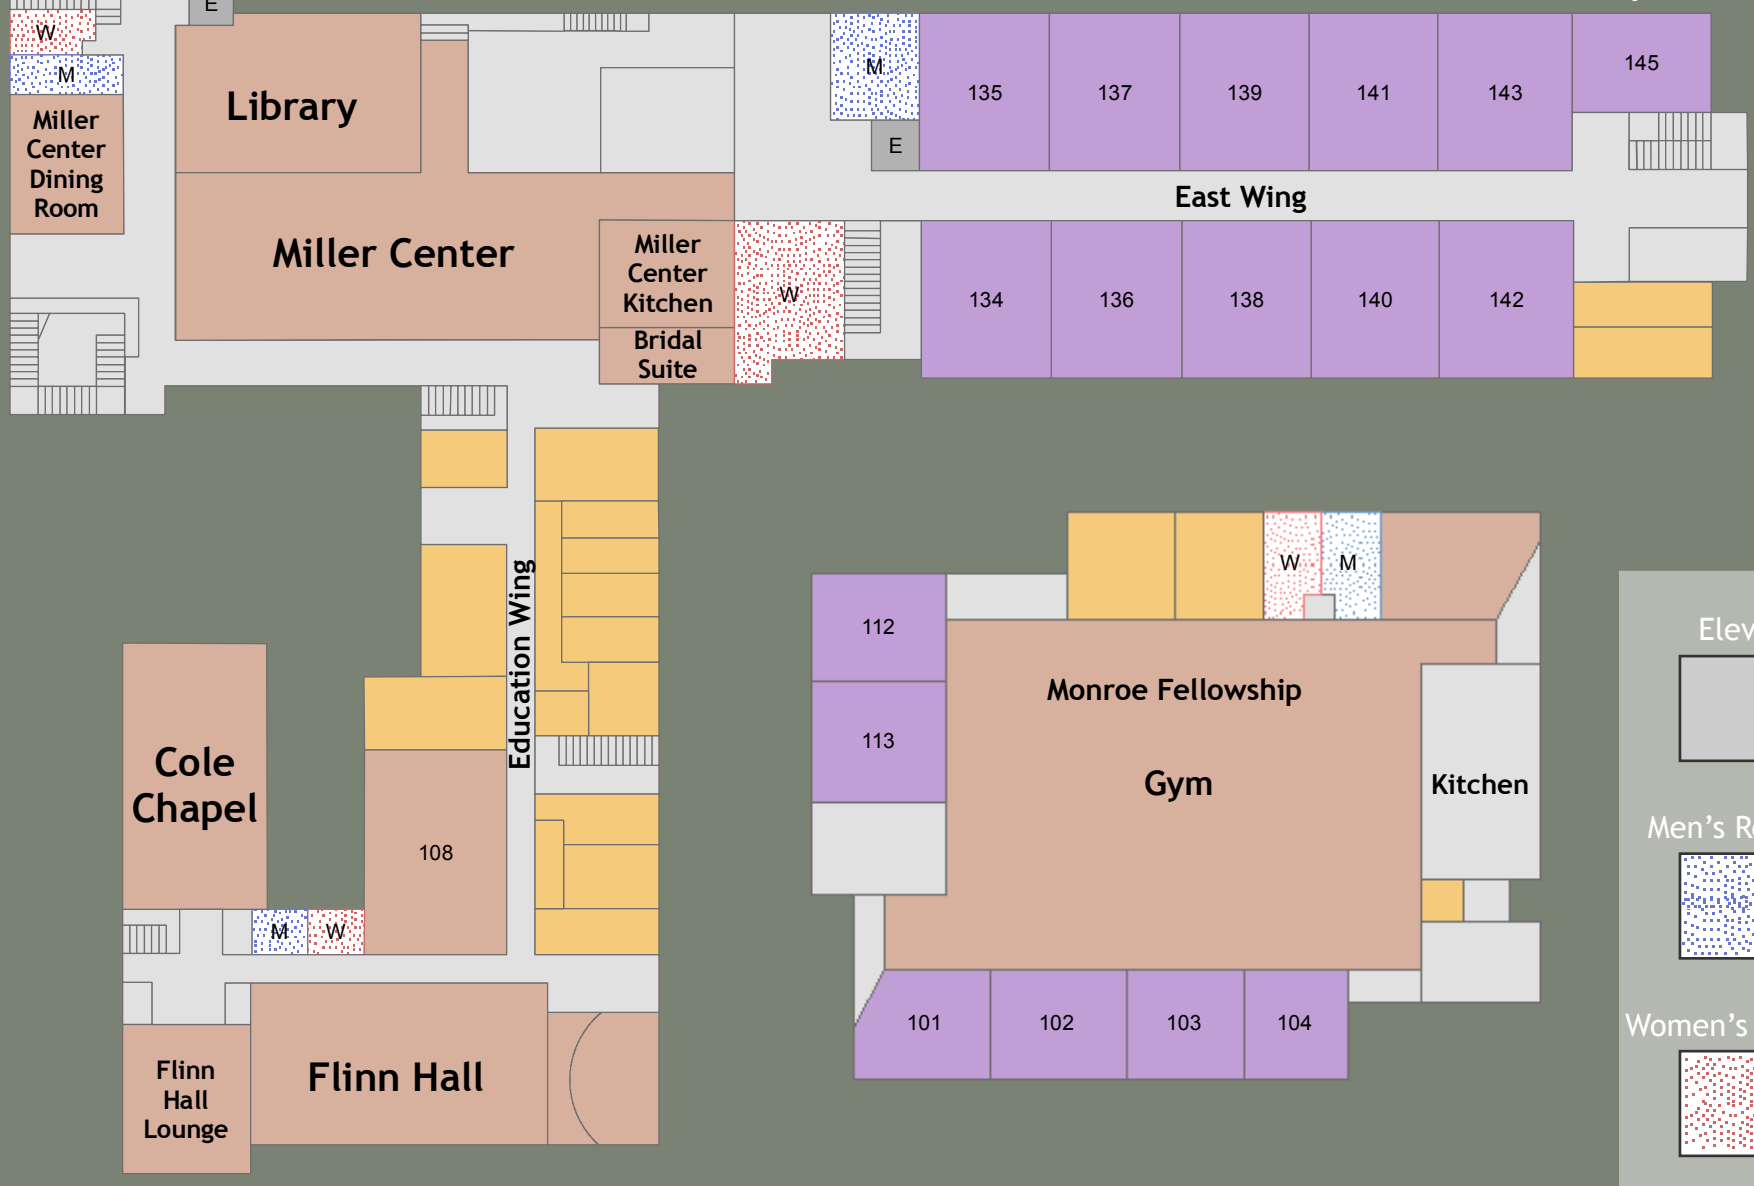 E
W
M
Miller
Center
Dining
Room
Library
Miller Center
Miller
Center
Kitchen
Bridal
Suite
W
M
E
135
137
139
141
143
145
East Wing
134
136
138
140
142
Education Wing
Cole
Chapel
108
M
W
Flinn
Hall
Lounge
Flinn Hall
112
113
W
M
Monroe Fellowship
Gym
Kitchen
101
102
103
104
Elev
Men’s R
Women’s